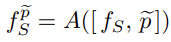 $f_S^{\widetilde{p}} = A([f_S, \widetilde{p}])$